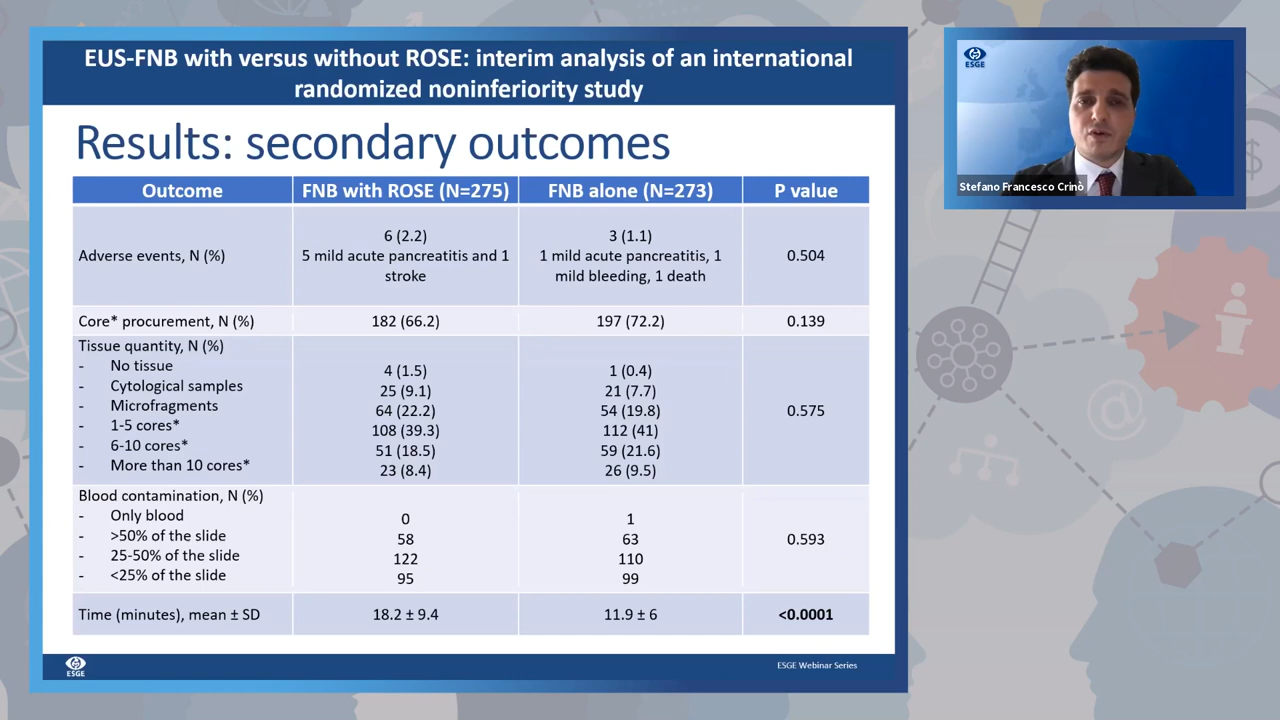 EUS-FNB with versus without ROSE: interim analysis of an international
randomized noninferiority study
Results: secondary outcomes
Outcome FNB with ROSE (N=275) FNB alone (N=273) P value
Adverse events, N (%)
6 (2.2)
5 mild acute pancreatitis and 1
stroke
3 (1.1)
1 mild acute pancreatitis, 1
mild bleeding, 1 death
0.504
Core* procurement, N (%) 182 (66.2) 197 (72.2) 0.139
Tissue quantity, N (%)
- No tissue 4 (1.5) 1 (0.4)
- Cytological samples 25 (9.1) 21 (7.7)
- Microfragments 64 (22.2) 54 (19.8)
- 1-5 cores* 108 (39.3) 112 (41)
- 6-10 cores* 51 (18.5) 59 (21.6)
- More than 10 cores* 23 (8.4) 26 (9.5)
0.575
Blood contamination, N (%)
- Only blood 0 1
- >50% of the slide 58 63
- 25-50% of the slide 122 110
- <25% of the slide 95 99
0.593
Time (minutes), mean ± SD 18.2 ± 9.4 11.9 ± 6 <0.0001
ESGE
ESGE Webinar Series
ESGE
Stefano Francesco Crinò